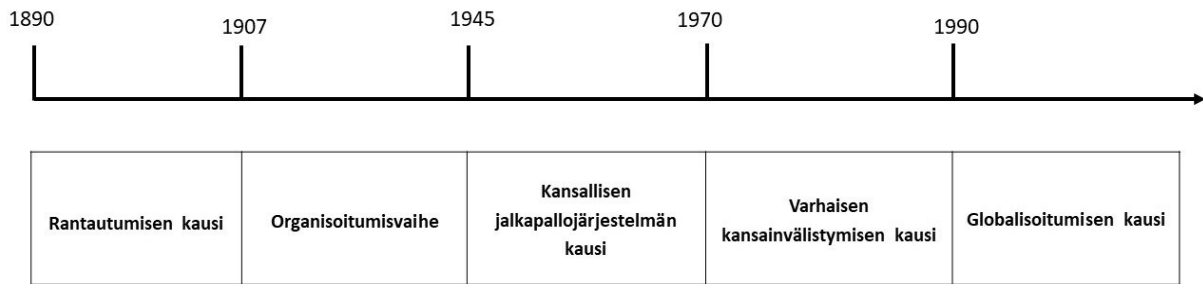 1890
1907
1945
1970
1990
Rantautumisen kausi
Organisoitumisvaihe
Kansallisen
jalkapallojärjestelmän
kausi
Varhaisen
kansainvälistymisen kausi
Globalisoitumisen kausi